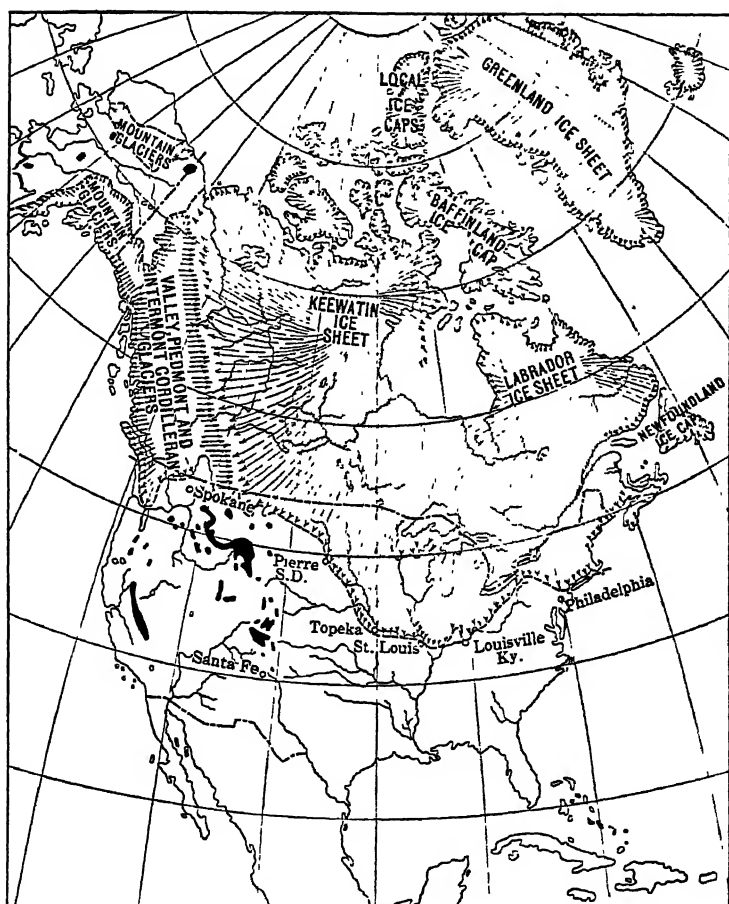 LOCAL
ICE
CAPS
GREENLAND ICE SHEET
MOUNTAIN
GLACIERS
MOUNTAIN
GLACIERS
BAFFINLAND
ICE CAP
VALLEY, PIEDMONT AND
INTERMONT CORDILLERAN
GLACIERS
KEEWATIN
ICE
SHEET
LABRADOR
ICE SHEET
NEWFOUNDLAND
ICE CAPS
Spokane
Pierre
S.D.
Philadelphia
Topeka
St. Louis
Louisville
Ky.
Santa Fe